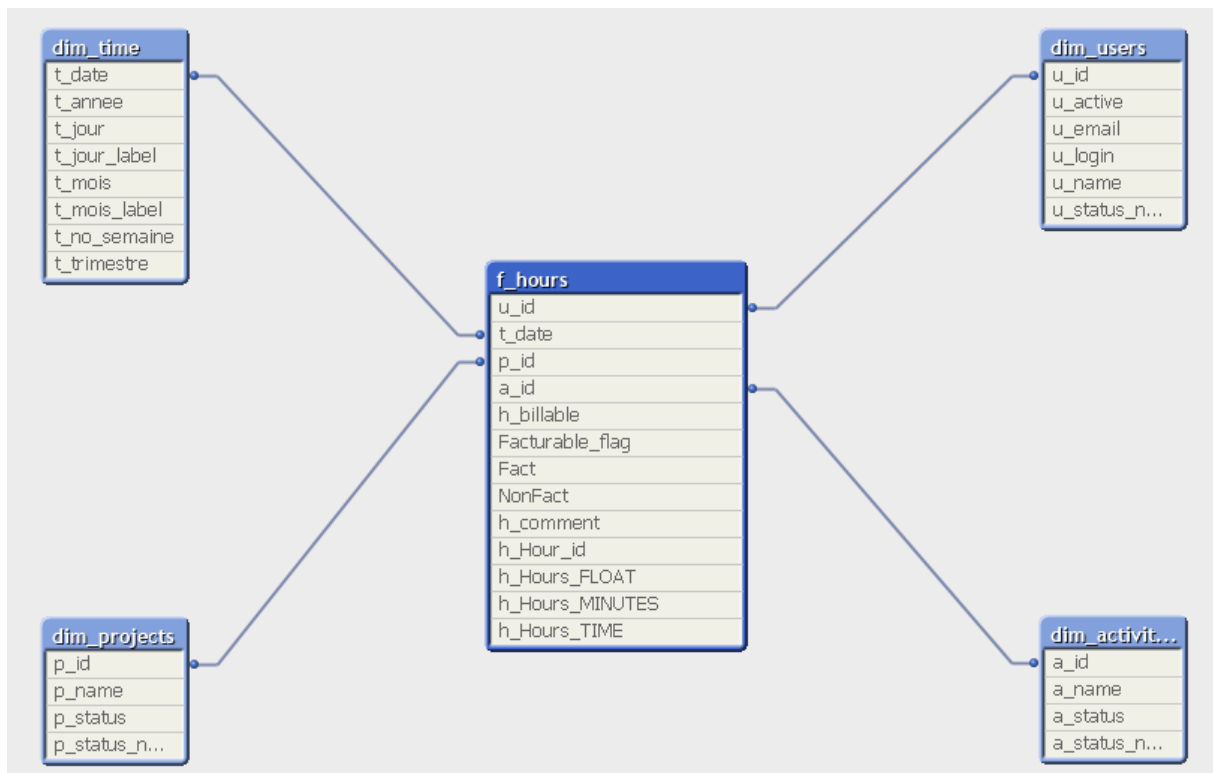 dim_time
t_date
t_annee
t_jour
t_jour_label
t_mois
t_mois_label
t_no_semaine
t_trimestre
dim_users
u_id
u_active
u_email
u_login
u_name
u_status_n...
f_hours
u_id
t_date
p_id
a_id
h_billable
Facturable_flag
Fact
NonFact
h_comment
h_Hour_id
h_Hours_FLOAT
h_Hours_MINUTES
h_Hours_TIME
dim_projects
p_id
p_name
p_status
p_status_n...
dim_activit...
a_id
a_name
a_status
a_status_n...